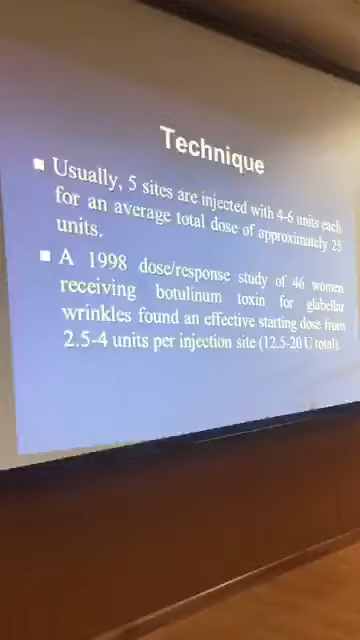 Technique
▪ Usually, 5 sites are injected with 4-6 units each
for an average total dose of approximately 25
units.
▪ A 1998 dose/response study of 46 women
receiving botulinum toxin for glabellar
wrinkles found an effective starting dose from
2.5-4 units per injection site (12.5-20 U total).